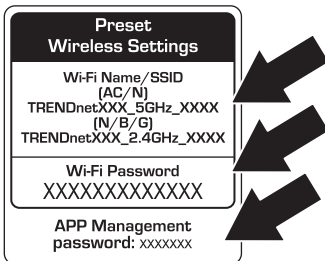 Preset
Wireless Settings
Wi-Fi Name/SSID
(AC/N)
TRENDnetXXX_5GHz_XXXX
(N/B/G)
TRENDnetXXX_2.4GHz_XXXX
Wi-Fi Password
XXXXXXXXXXXXX
APP Management
password: XXXXXXX